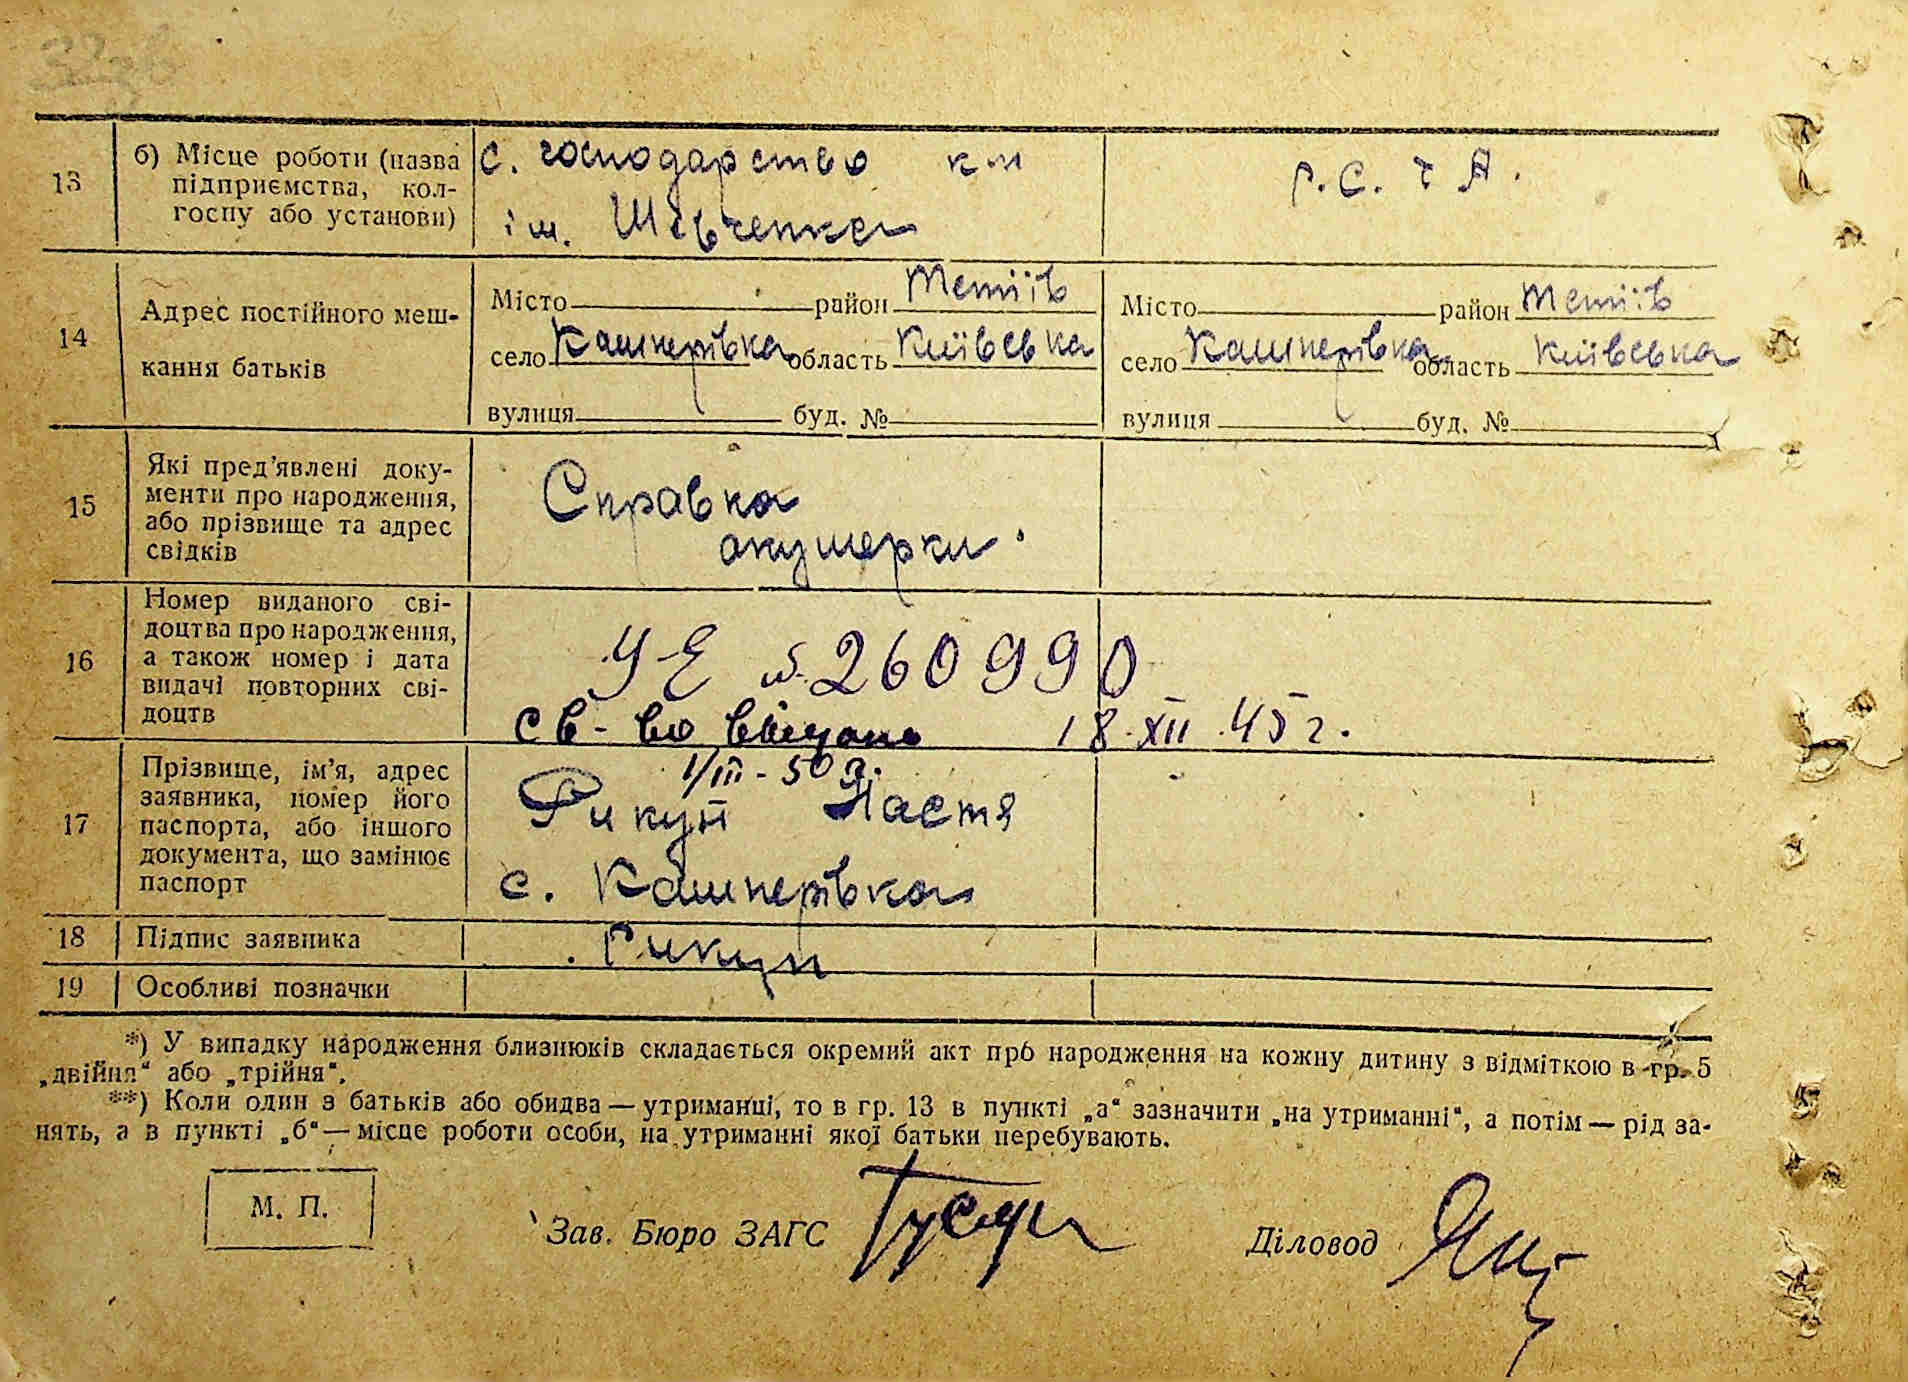 13
б) Місце роботи (назва
підприємства, кол-
госпу або установи)
с. господарство к-м
ім. Шевченка
Р. С. Ч А.
14
Адрес постійного меш-
кання батьків
Місто район Тетіїв
село Кашперівка область Київська
вулиця буд. №
Місто район Тетіїв
село Кашперівка область Київська
вулиця буд. №
15
Які пред'явлені доку-
менти про народження,
або прізвище та адрес
свідків
Справка
акушерки.
16
Номер виданого сві-
доцтва про народження,
а також номер і дата
видачі повторних сві-
доцтв
№ 260990
Св-во видано 18.XII.45 г.
17
Прізвище, ім'я, адрес
заявника, номер його
паспорта, або іншого
документа, що замінює
паспорт
1/III-50 г.
Рикун Настя
с. Кашперівка
18
Підпис заявника
Рикун
19
Особливі позначки
*) У випадку народження близнюків складається окремий акт про народження на кожну дитину з відміткою в гр. 5
„двійня“ або „трійня“.
**) Коли один з батьків або обидва — утриманці, то в гр. 13 в пункті „а“ зазначити „на утриманні“, а потім — рід за-
нять, а в пункті „б“ — місце роботи особи, на утриманні якої батьки перебувають.
М. П.
Зав. Бюро ЗАГС
Діловод